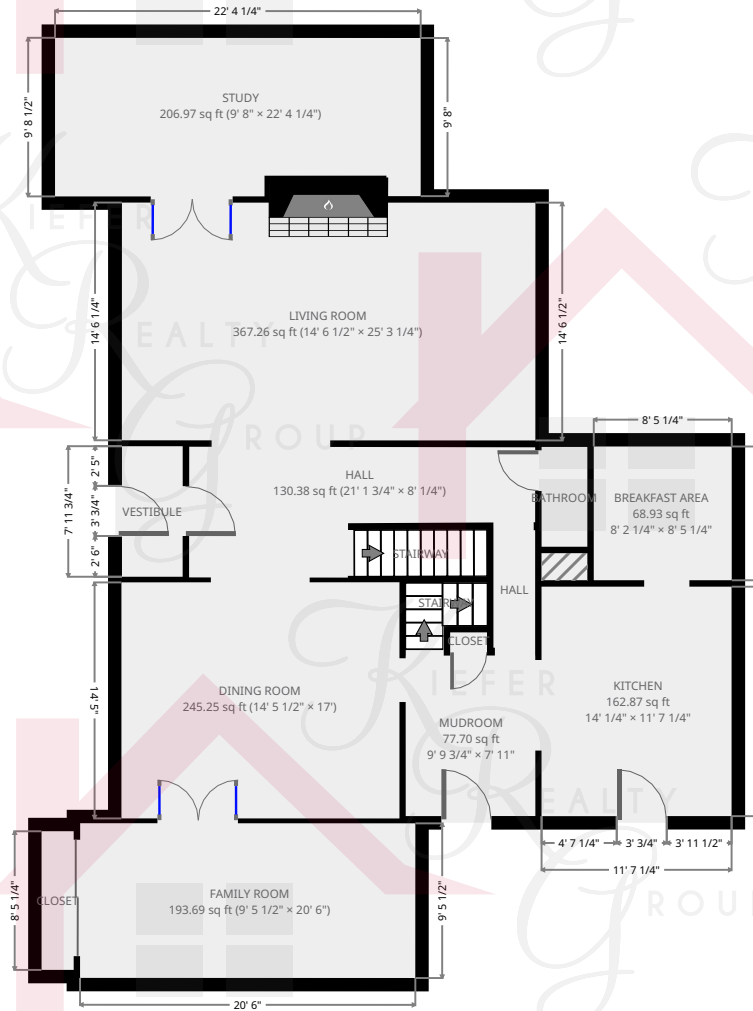 22' 4 1/4"
STUDY
206.97 sq ft (9' 8" × 22' 4 1/4")
9' 8 1/2"
9' 8"
KIEFER
REALTY
GROUP
14' 6 1/4"
LIVING ROOM
367.26 sq ft (14' 6 1/2" × 25' 3 1/4")
14' 6 1/2"
8' 5 1/4"
7' 11 3/4"
2' 5"
3' 3/4"
2' 6"
VESTIBULE
HALL
130.38 sq ft (21' 1 3/4" × 8' 1/4")
BATHROOM
BREAKFAST AREA
68.93 sq ft
8' 2 1/4" × 8' 5 1/4"
STAIRWAY
HALL
CLOSET
14' 5"
DINING ROOM
245.25 sq ft (14' 5 1/2" × 17')
KIEFER
REALTY
GROUP
MUDROOM
77.70 sq ft
9' 9 3/4" × 7' 11"
KITCHEN
162.87 sq ft
14' 1/4" × 11' 7 1/4"
4' 7 1/4"
3' 3/4"
3' 11 1/2"
11' 7 1/4"
8' 5 1/4"
CLOSET
FAMILY ROOM
193.69 sq ft (9' 5 1/2" × 20' 6")
9' 5 1/2"
20' 6"